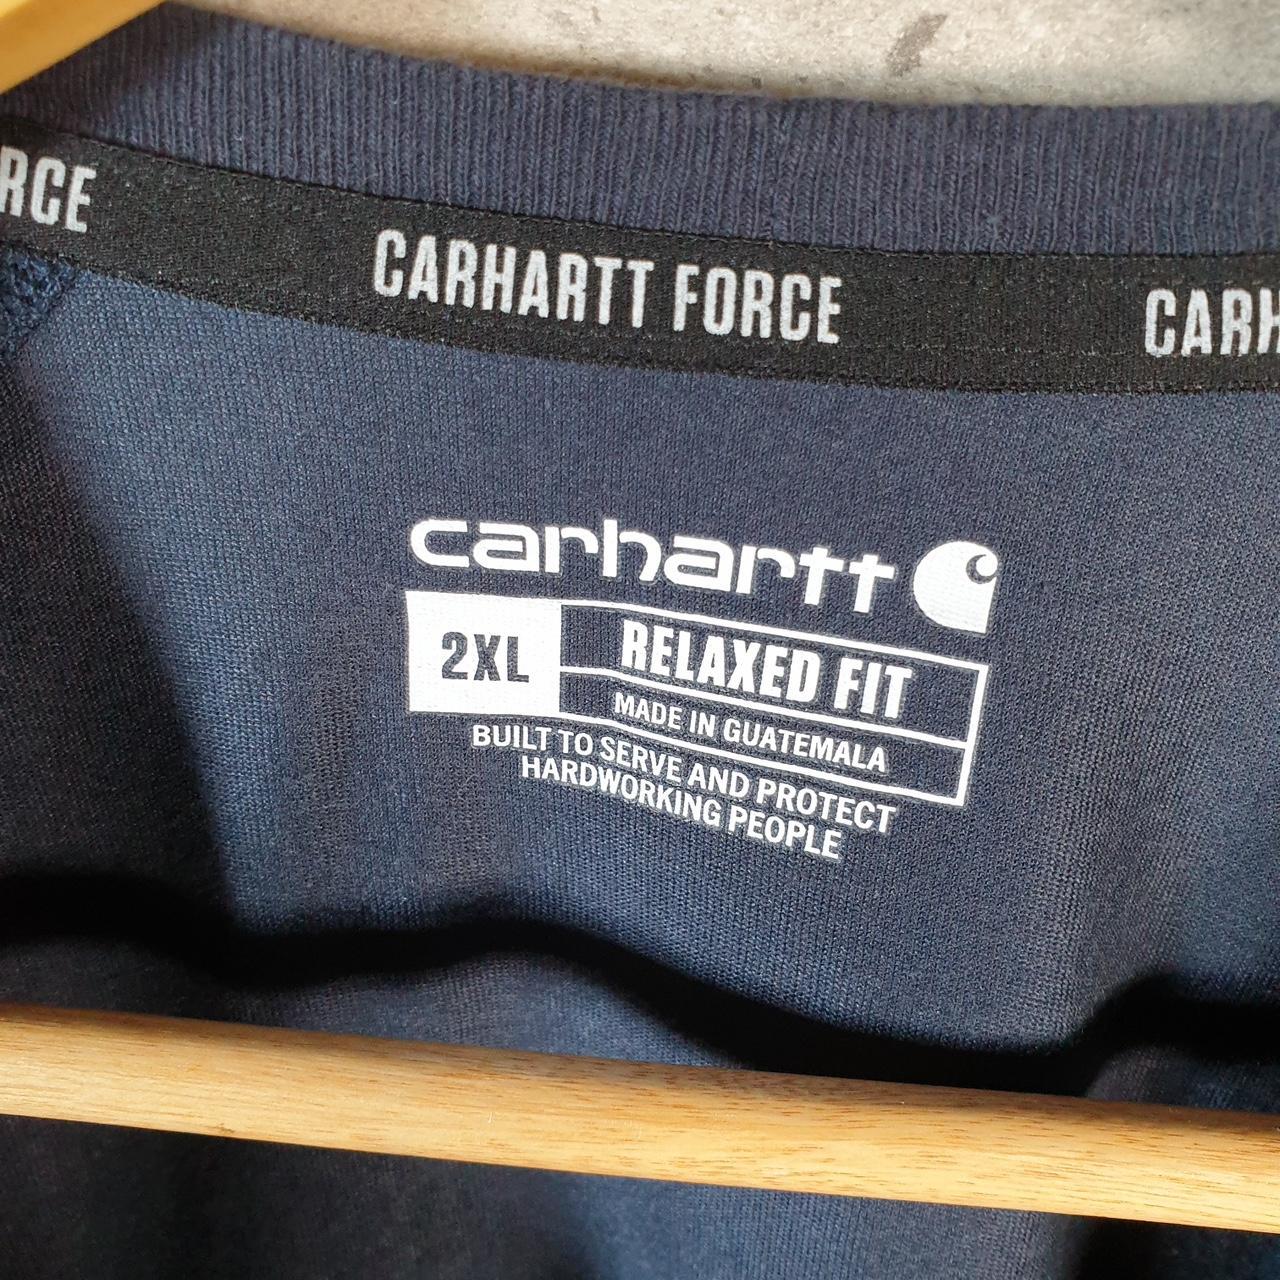 RCE CARHARTT FORCE CARH
carhartt
2XL RELAXED FIT
MADE IN GUATEMALA
BUILT TO SERVE AND PROTECT
HARDWORKING PEOPLE